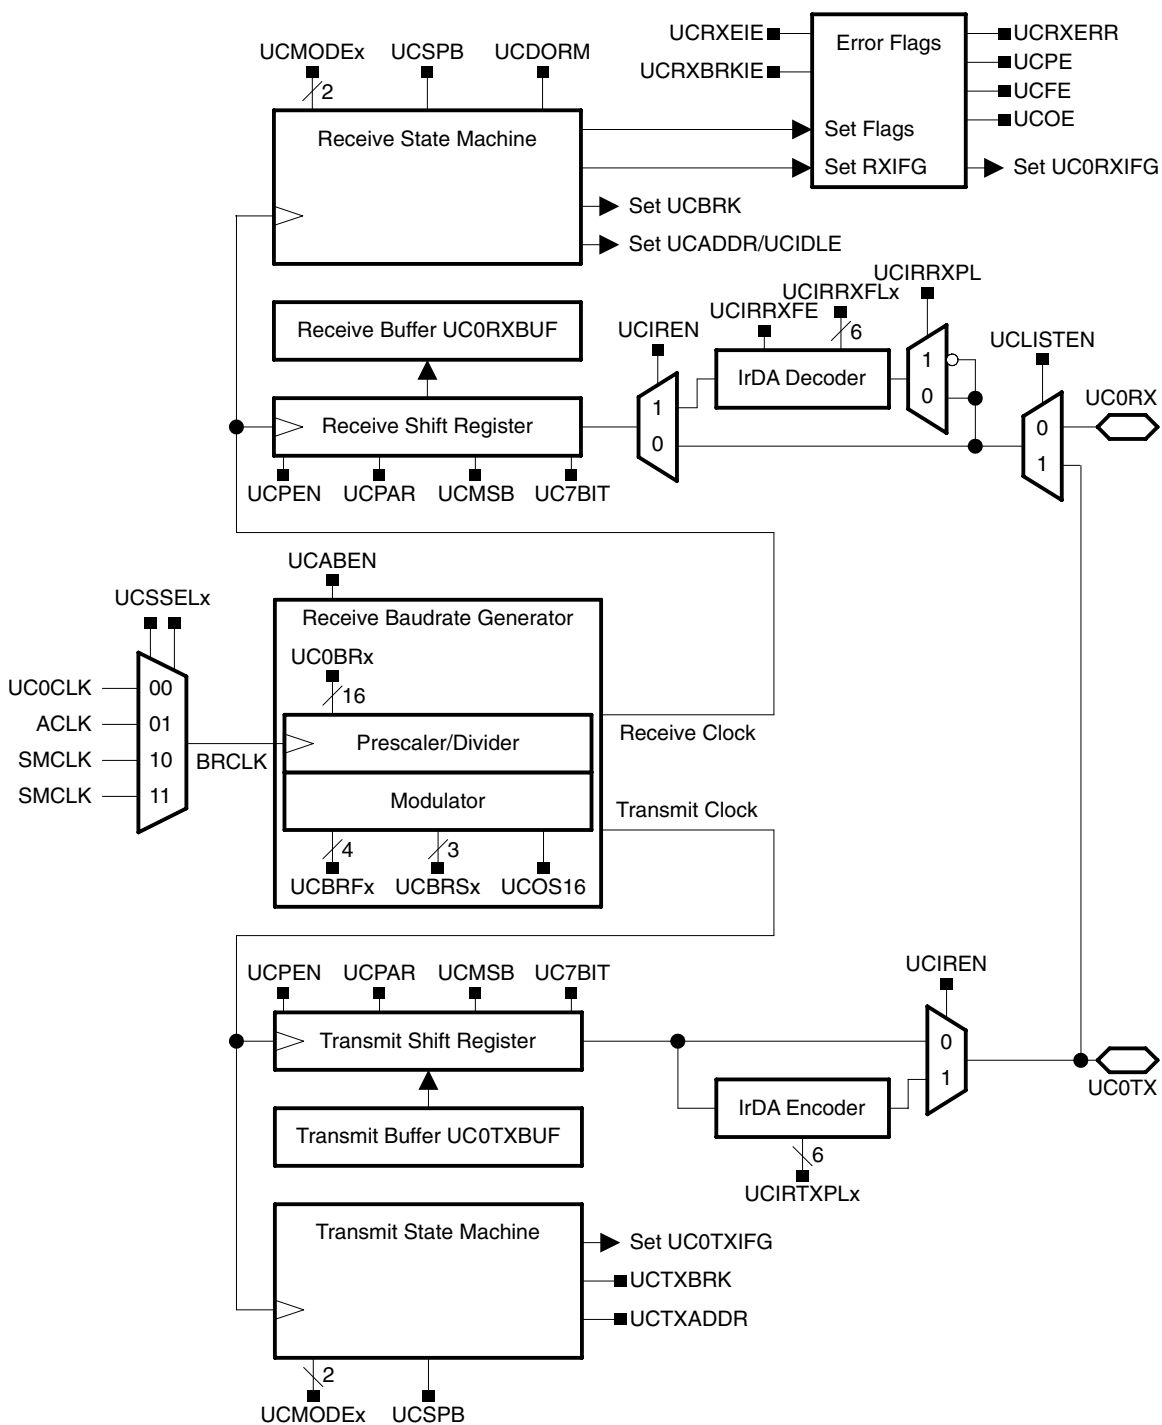 UCMODEx
UCSPB
UCDORM
2
Receive State Machine
UCRXEIE
UCRXBRKIE
Error Flags
Set Flags
Set RXIFG
UCRXERR
UCPE
UCFE
UCOE
Set UC0RXIFG
Set UCBRK
Set UCADDR/UCIDLE
Receive Buffer UC0RXBUF
Receive Shift Register
UCPEN
UCPAR
UCMSB
UC7BIT
UCIREN
1
0
UCIRRXFE
UCIRRXFLx
6
IrDA Decoder
UCIRRXPL
1
0
UCLISTEN
0
1
UC0RX
UCABEN
Receive Baudrate Generator
UC0BRx
16
UCSSELx
UC0CLK
ACLK
SMCLK
SMCLK
00
01
10
11
BRCLK
Prescaler/Divider
Modulator
Receive Clock
Transmit Clock
4
3
UCBRFx
UCBRSx
UCOS16
UCPEN
UCPAR
UCMSB
UC7BIT
Transmit Shift Register
Transmit Buffer UC0TXBUF
UCIREN
0
1
IrDA Encoder
6
UCIRTXPLx
UC0TX
Transmit State Machine
Set UC0TXIFG
UCTXBRK
UCTXADDR
2
UCMODEx
UCSPB